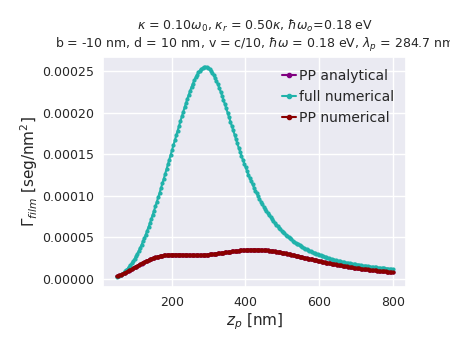 κ = 0.10ω₀, κᵣ = 0.50κ, ħωₒ=0.18 eV
b = -10 nm, d = 10 nm, v = c/10, ħω = 0.18 eV, λₚ = 284.7 nm
0.00025
0.00020
0.00015
0.00010
0.00005
0.00000
Γ_film [seg/nm²]
PP analytical
full numerical
PP numerical
200 400 600 800
zₚ [nm]